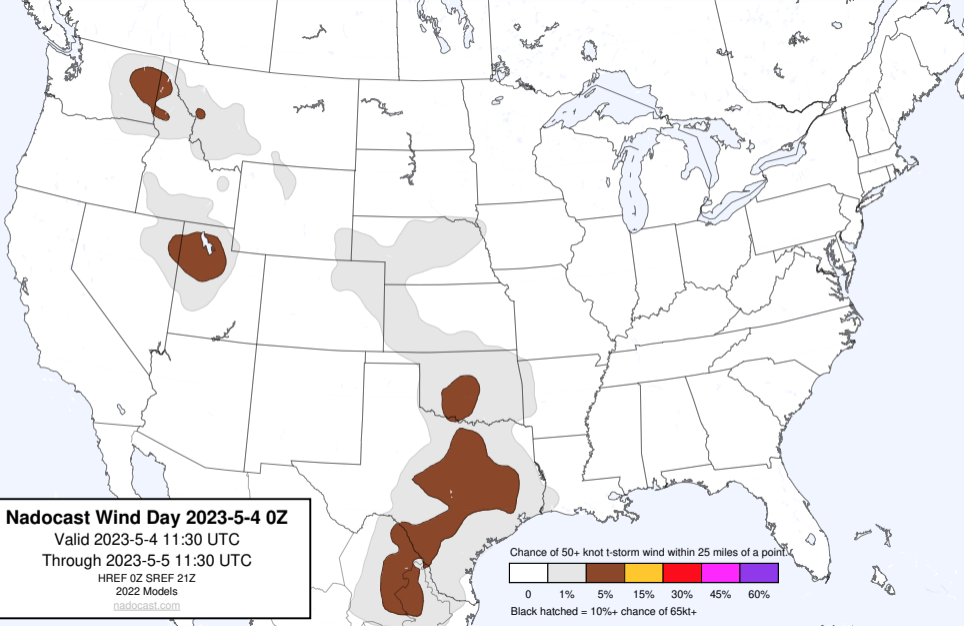 Nadocast Wind Day 2023-5-4 0Z
Valid 2023-5-4 11:30 UTC
Through 2023-5-5 11:30 UTC
HREF 0Z SREF 21Z
2022 Models
nadocast.com
Chance of 50+ knot t-storm wind within 25 miles of a point.
0 1% 5% 15% 30% 45% 60%
Black hatched = 10%+ chance of 65kt+